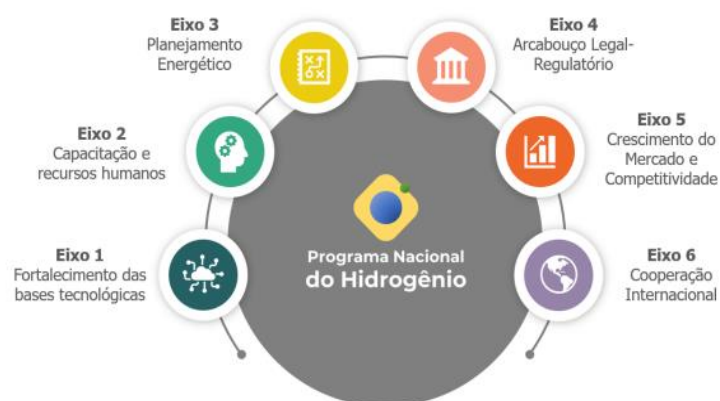 Eixo 1
Fortalecimento das
bases tecnológicas
Eixo 2
Capacitação e
recursos humanos
Eixo 3
Planejamento
Energético
Eixo 4
Arcabouço Legal-
Regulatório
Eixo 5
Crescimento do
Mercado e
Competitividade
Eixo 6
Cooperação
Internacional
Programa Nacional
do Hidrogênio